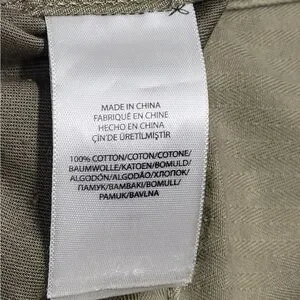 MADE IN CHINA
FABRIQUÉ EN CHINE
HECHO EN CHINA
ÇİN'DE ÜRETİLMİŞTİR
100% COTTON/COTON/COTONE/
BAUMWOLLE/KATOEN/BOMULD/
ALGODÓN/ALGODÃO/ХЛОПОК/
ПАМУК/ΒΑΜΒΑΚΙ/BOMULL/
PAMUK/BAVLNA